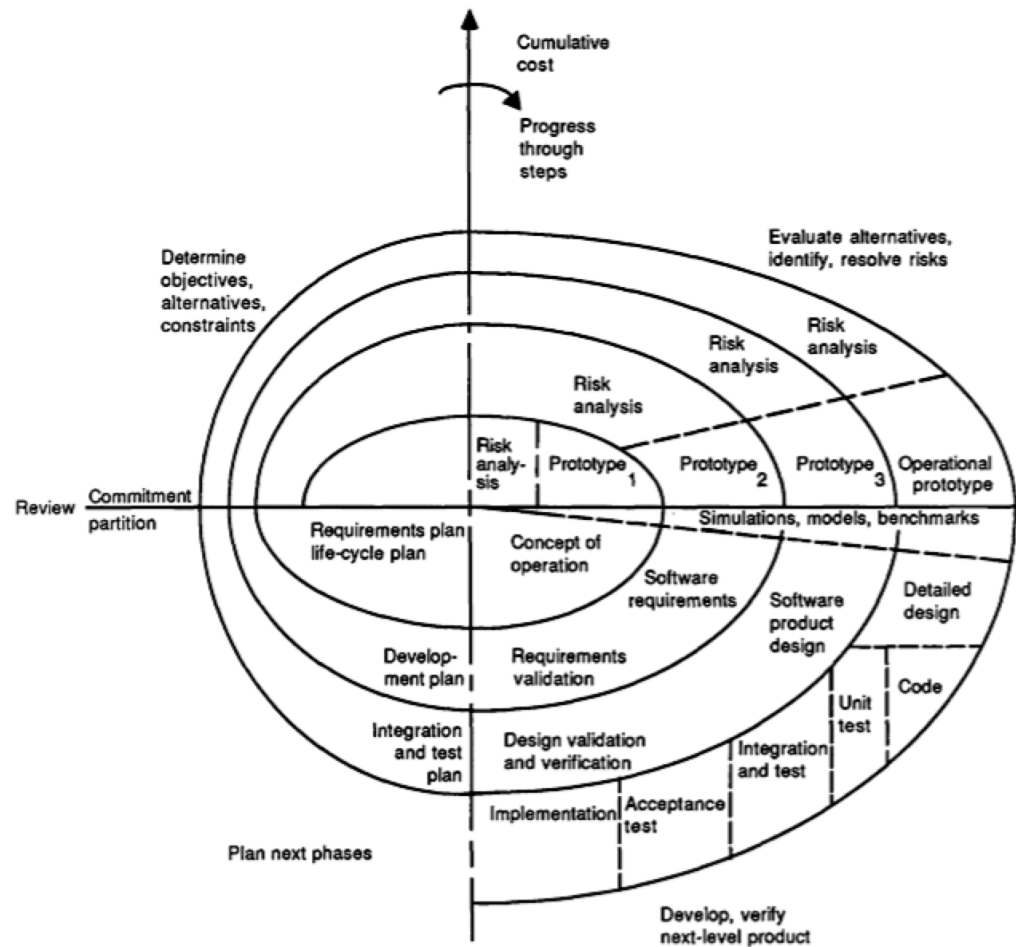 Cumulative
cost
Progress
through
steps
Determine
objectives,
alternatives,
constraints
Evaluate alternatives,
identify, resolve risks
Risk
analysis
Risk
analysis
Risk
analysis
Risk
analy-
sis
Prototype 1
Prototype 2
Prototype 3
Operational
prototype
Review
Commitment
partition
Simulations, models, benchmarks
Requirements plan
life-cycle plan
Concept of
operation
Software
requirements
Software
product
design
Detailed
design
Develop-
ment plan
Requirements
validation
Code
Unit
test
Integration
and test
plan
Design validation
and verification
Integration
and test
Acceptance
test
Implementation
Plan next phases
Develop, verify
next-level product